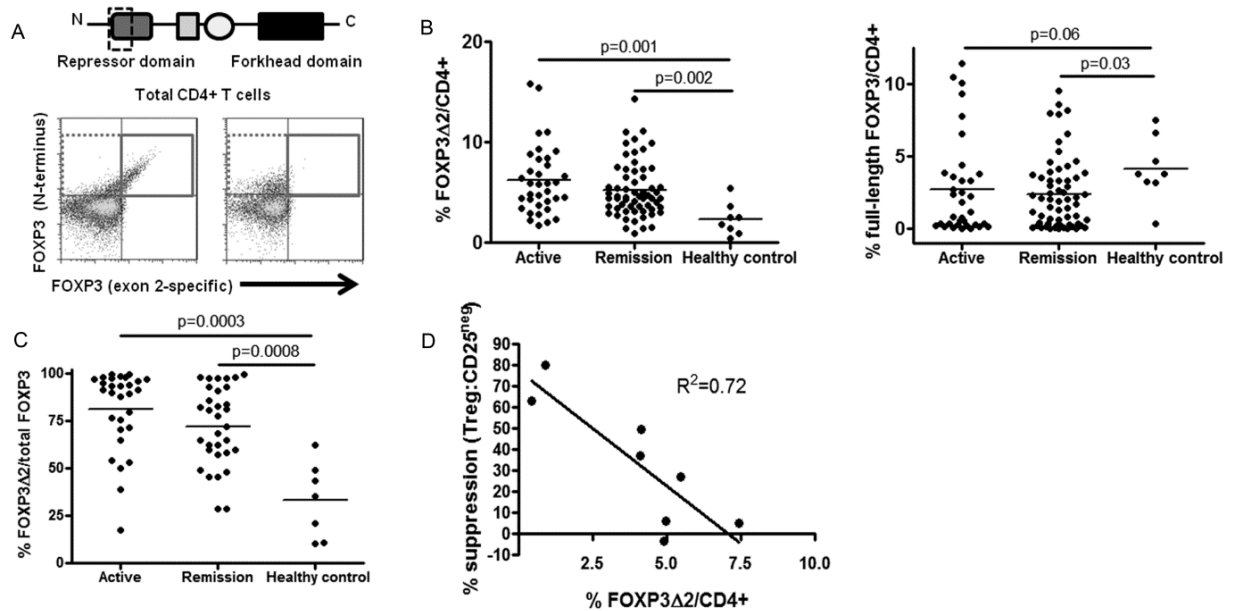 A
N
C
Repressor domain
Forkhead domain
Total CD4+ T cells
FOXP3 (N-terminus)
FOXP3 (exon 2-specific)
B
% FOXP3Δ2/CD4+
20
10
0
p=0.001
p=0.002
Active
Remission
Healthy control
% full-length FOXP3/CD4+
10
5
0
p=0.06
p=0.03
Active
Remission
Healthy control
C
% FOXP3Δ2/total FOXP3
100
75
50
25
0
p=0.0003
p=0.0008
Active
Remission
Healthy control
D
% suppression (Treg:CD25neg)
90
80
70
60
50
40
30
20
10
0
-10
R2=0.72
2.5
5.0
7.5
10.0
% FOXP3Δ2/CD4+